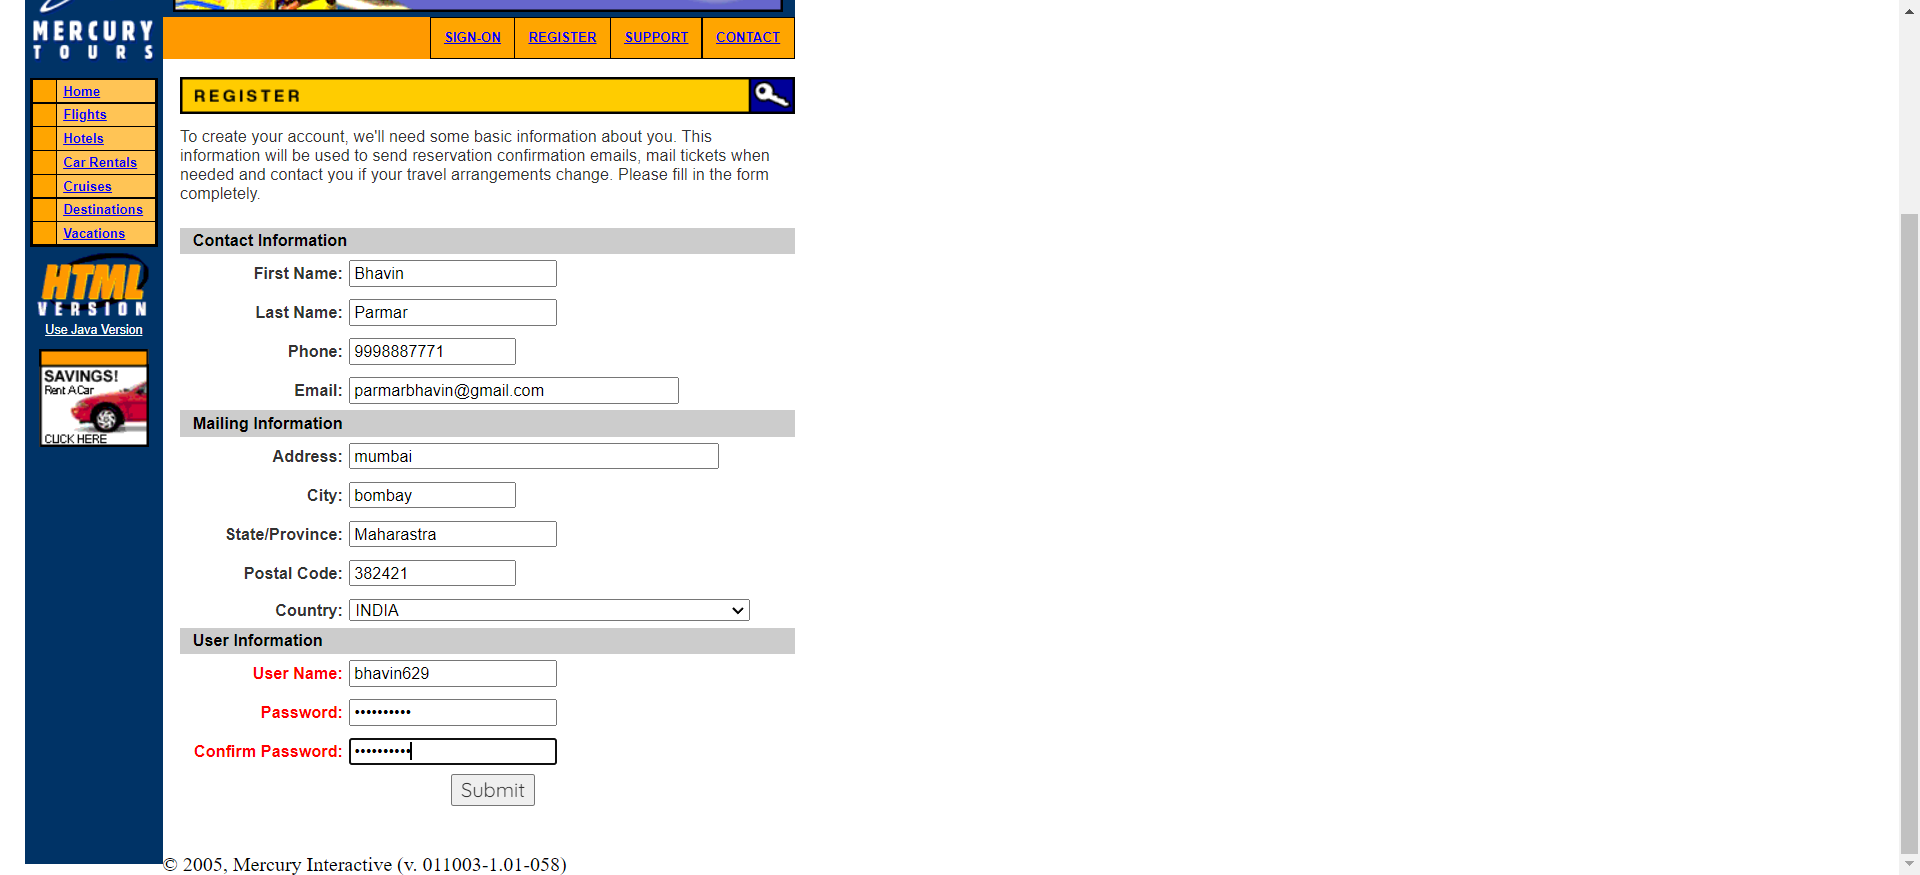 MERCURY
TOURS
SIGN-ON
REGISTER
SUPPORT
CONTACT
Home
Flights
Hotels
Car Rentals
Cruises
Destinations
Vacations
HTML
VERSION
Use Java Version
SAVINGS!
Rent A Car
CLICK HERE
REGISTER
To create your account, we'll need some basic information about you. This
information will be used to send reservation confirmation emails, mail tickets when
needed and contact you if your travel arrangements change. Please fill in the form
completely.
Contact Information
First Name: Bhavin
Last Name: Parmar
Phone: 9998887771
Email: parmarbhavin@gmail.com
Mailing Information
Address: mumbai
City: bombay
State/Province: Maharastra
Postal Code: 382421
Country: INDIA
User Information
User Name: bhavin629
Password: ••••••••••
Confirm Password: ••••••••••
Submit
© 2005, Mercury Interactive (v. 011003-1.01-058)